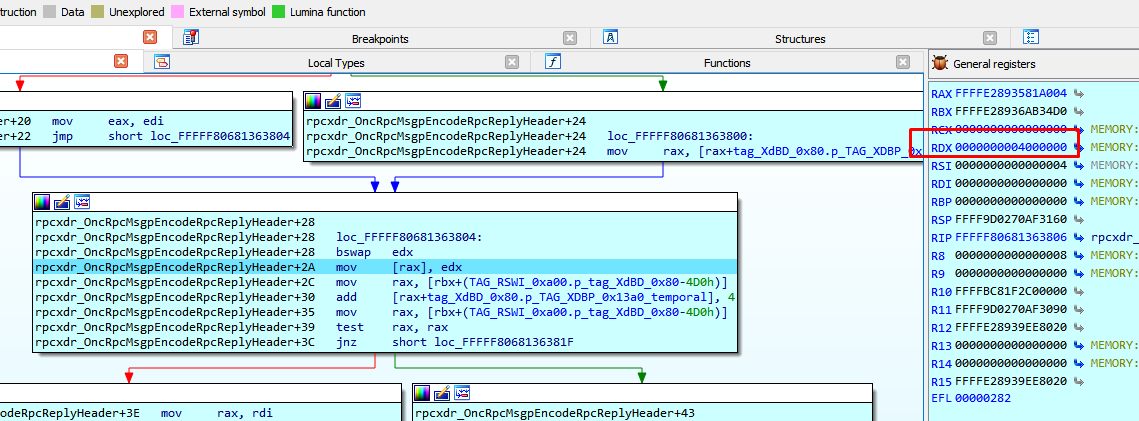 struction Data Unexplored External symbol Lumina function
Breakpoints Structures
Local Types Functions General registers
er+20 mov eax, edi
er+22 jmp short loc_FFFFF80681363804
rpcxdr_OncRpcMsgpEncodeRpcReplyHeader+24
rpcxdr_OncRpcMsgpEncodeRpcReplyHeader+24 loc_FFFFF80681363800:
rpcxdr_OncRpcMsgpEncodeRpcReplyHeader+24 mov rax, [rax+tag_XdBD_0x80.p_TAG_XDBP_0x
rpcxdr_OncRpcMsgpEncodeRpcReplyHeader+28
rpcxdr_OncRpcMsgpEncodeRpcReplyHeader+28 loc_FFFFF80681363804:
rpcxdr_OncRpcMsgpEncodeRpcReplyHeader+28 bswap edx
rpcxdr_OncRpcMsgpEncodeRpcReplyHeader+2A mov [rax], edx
rpcxdr_OncRpcMsgpEncodeRpcReplyHeader+2C mov rax, [rbx+(TAG_RSWI_0xa00.p_tag_XdBD_0x80-4D0h)]
rpcxdr_OncRpcMsgpEncodeRpcReplyHeader+30 add [rax+tag_XdBD_0x80.p_TAG_XDBP_0x13a0_temporal], 4
rpcxdr_OncRpcMsgpEncodeRpcReplyHeader+35 mov rax, [rbx+(TAG_RSWI_0xa00.p_tag_XdBD_0x80-4D0h)]
rpcxdr_OncRpcMsgpEncodeRpcReplyHeader+39 test rax, rax
rpcxdr_OncRpcMsgpEncodeRpcReplyHeader+3C jnz short loc_FFFFF8068136381F
codeRpcReplyHeader+3E mov rax, rdi
rpcxdr_OncRpcMsgpEncodeRpcReplyHeader+43
RAX FFFFE2893581A004
RBX FFFFE28936AB34D0
RCX 0000000000000000 MEMORY:
RDX 0000000004000000 MEMORY:
RSI 0000000000000004 MEMORY:
RDI 0000000000000000 MEMORY:
RBP 0000000000000000 MEMORY:
RSP FFFF9D0270AF3160
RIP FFFFF80681363806 rpcxdr_
R8 0000000000000008 MEMORY:
R9 0000000000000000 MEMORY:
R10 FFFFBC81F2C00000
R11 FFFF9D0270AF3090
R12 FFFFE28939EE8020
R13 0000000000000000 MEMORY:
R14 0000000000000000 MEMORY:
R15 FFFFE28939EE8020
EFL 00000282